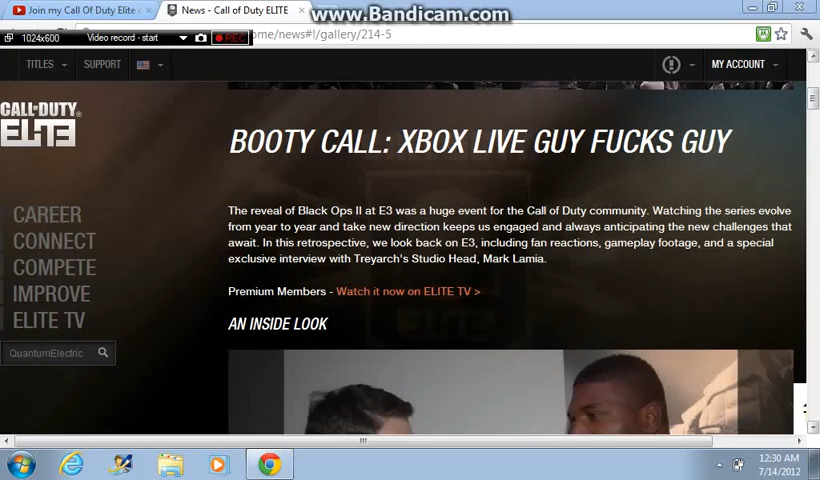 Join my Call Of Duty Elite c
News - Call of Duty ELITE
www.Bandicam.com
1024x600
Video record - start
REC
ome/news#!/gallery/214-5
TITLES
SUPPORT
MY ACCOUNT
CALL OF DUTY
ELITE
BOOTY CALL: XBOX LIVE GUY FUCKS GUY
The reveal of Black Ops II at E3 was a huge event for the Call of Duty community. Watching the series evolve
from year to year and take new direction keeps us engaged and always anticipating the new challenges that
await. In this retrospective, we look back on E3, including fan reactions, gameplay footage, and a special
exclusive interview with Treyarch's Studio Head, Mark Lamia.
Premium Members - Watch it now on ELITE TV >
AN INSIDE LOOK
CAREER
CONNECT
COMPETE
IMPROVE
ELITE TV
QuantumElectric
12:30 AM
7/14/2012